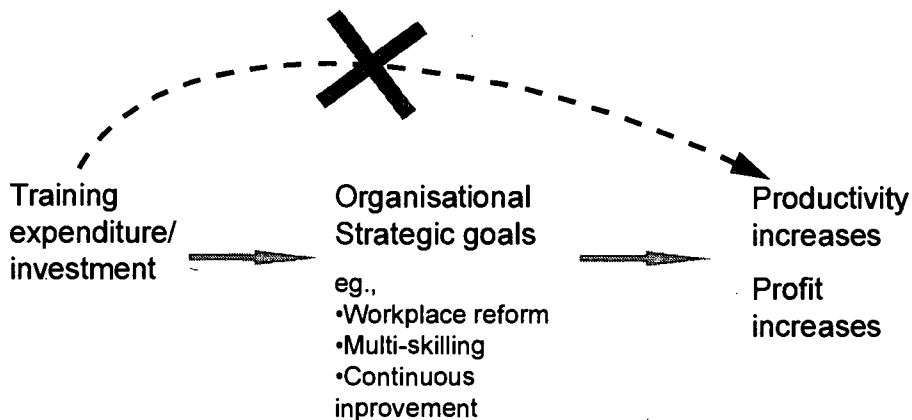 Training
expenditure/
investment
Organisational
Strategic goals
eg.,
•Workplace reform
•Multi-skilling
•Continuous
inprovement
Productivity
increases
Profit
increases